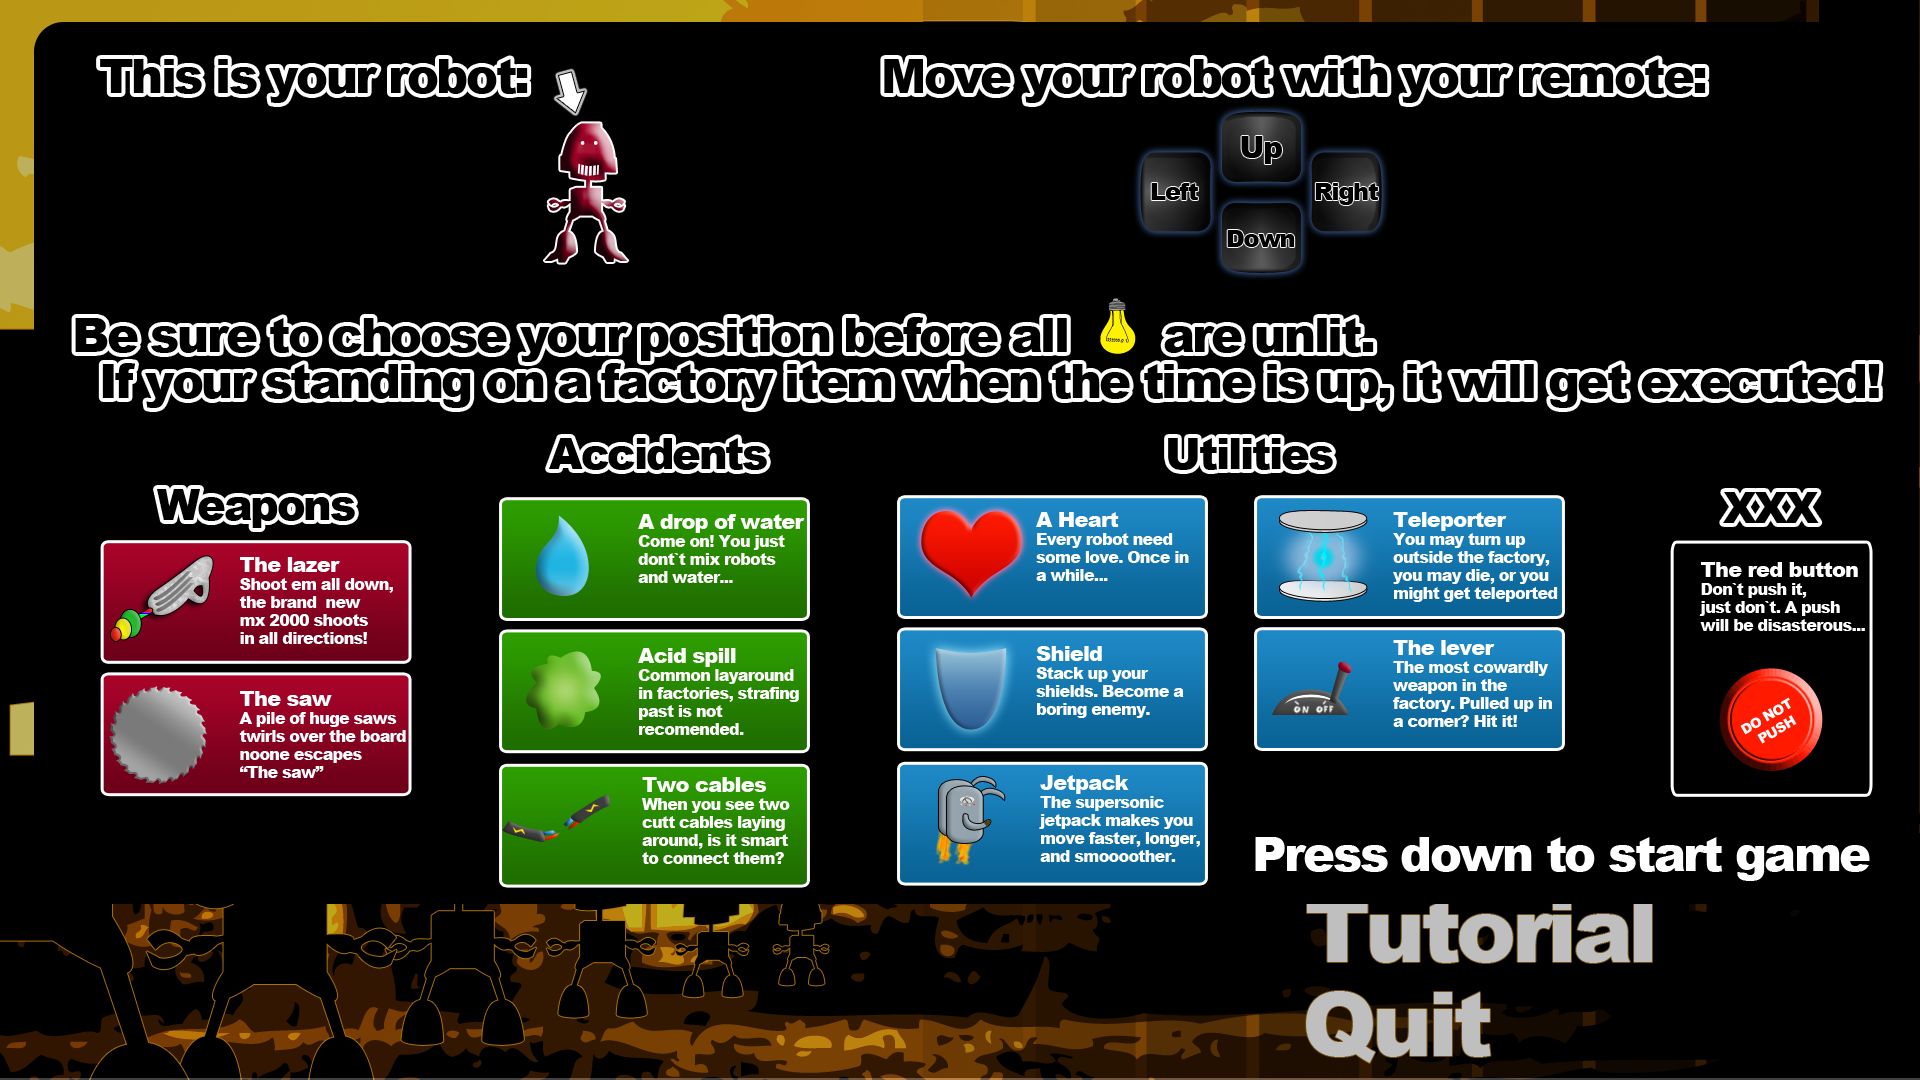 This is your robot:
Move your robot with your remote:
Up
Left
Right
Down
Be sure to choose your position before all are unlit.
If your standing on a factory item when the time is up, it will get executed!
Weapons
The lazer
Shoot em all down,
the brand new
mx 2000 shoots
in all directions!
The saw
A pile of huge saws
twirls over the board
noone escapes
“The saw”
Accidents
A drop of water
Come on! You just
dont`t mix robots
and water...
Acid spill
Common layaround
in factories, strafing
past is not
recomended.
Two cables
When you see two
cutt cables laying
around, is it smart
to connect them?
Utilities
A Heart
Every robot need
some love. Once in
a while...
Shield
Stack up your
shields. Become a
boring enemy.
Jetpack
The supersonic
jetpack makes you
move faster, longer,
and smoooother.
Teleporter
You may turn up
outside the factory,
you may die, or you
might get teleported
The lever
The most cowardly
weapon in the
factory. Pulled up in
a corner? Hit it!
ON OFF
XXX
The red button
Don`t push it,
just don`t. A push
will be disasterous...
DO NOT
PUSH
Press down to start game
Tutorial
Quit